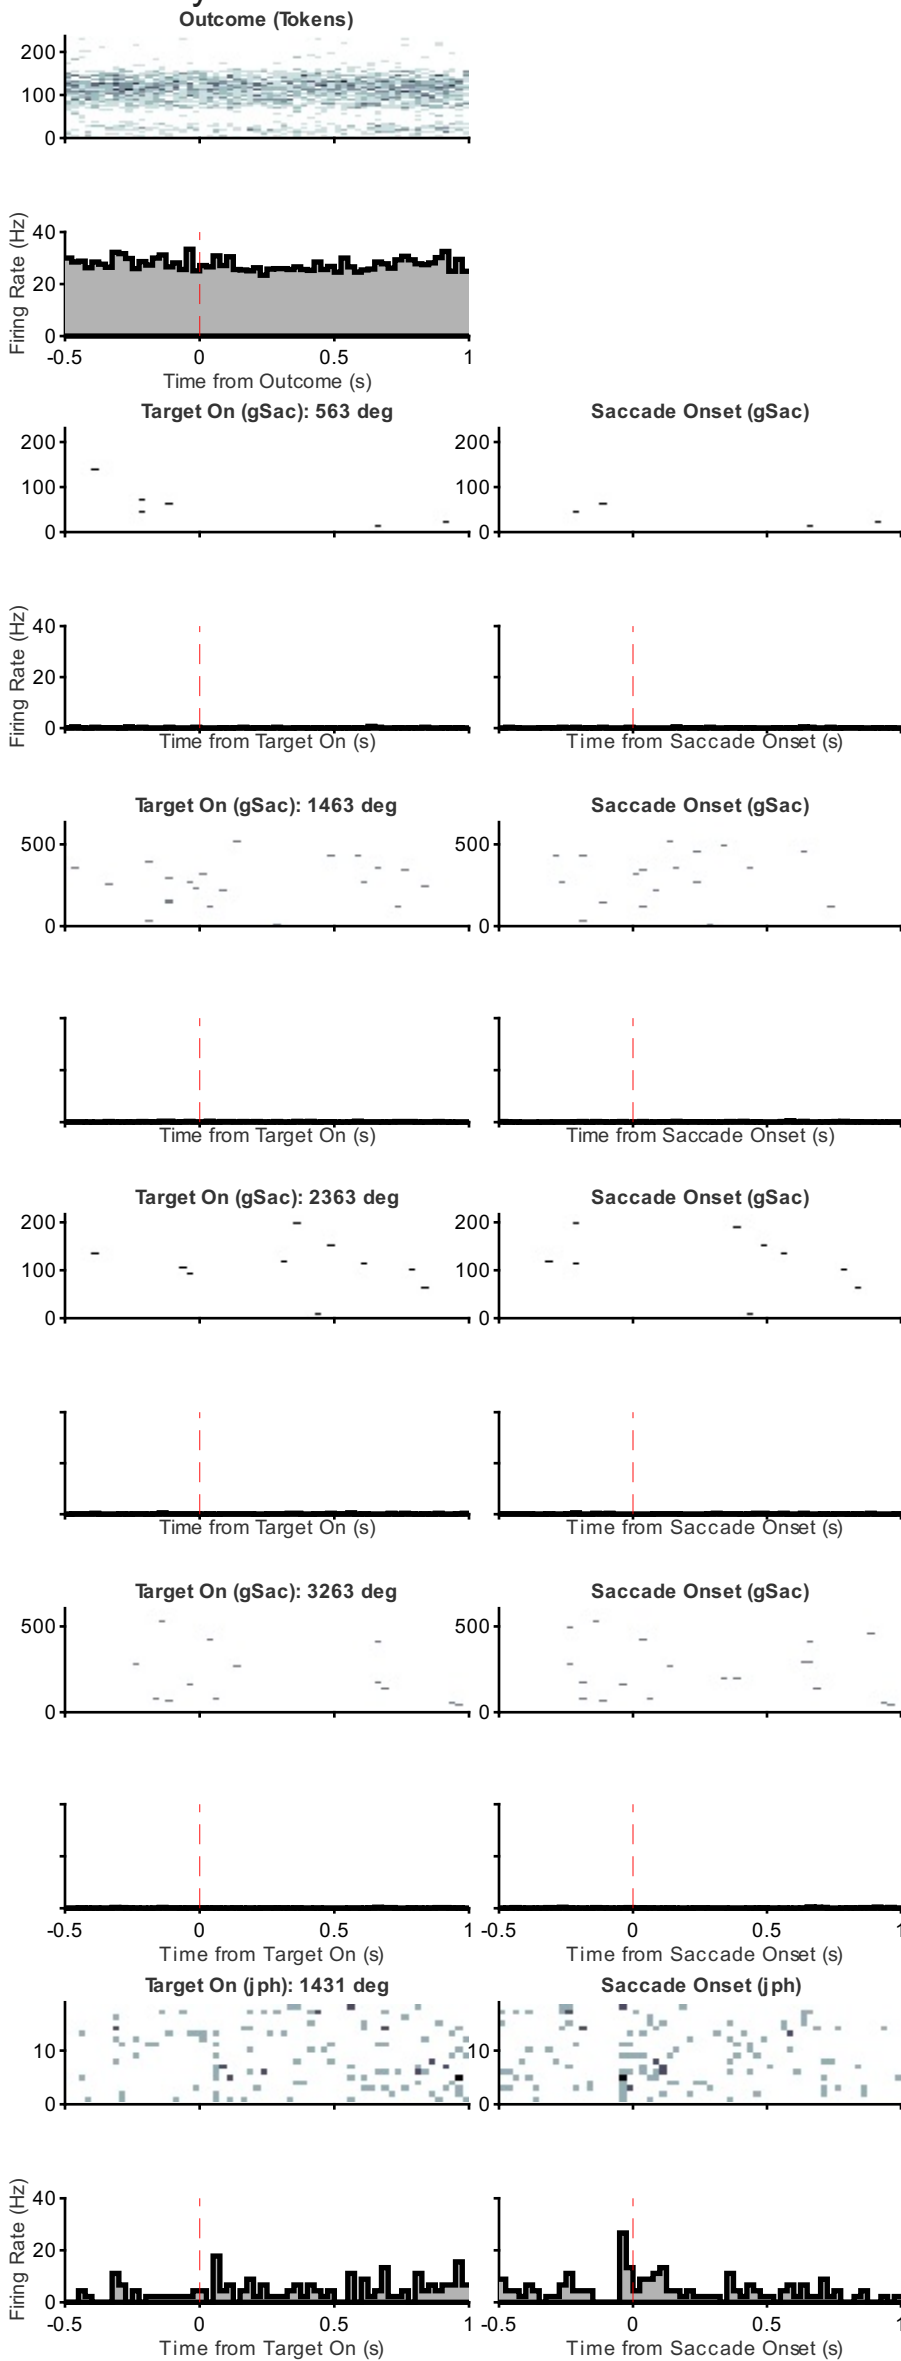 Outcome (Tokens)
200
100
0
Firing Rate (Hz)
40
20
0
-0.5 0 0.5 1
Time from Outcome (s)
Target On (gSac): 563 deg Saccade Onset (gSac)
200 200
100 100
0 0
Firing Rate (Hz)
40
20
0
Time from Target On (s) Time from Saccade Onset (s)
Target On (gSac): 1463 deg Saccade Onset (gSac)
500 500
0 0
Time from Target On (s) Time from Saccade Onset (s)
Target On (gSac): 2363 deg Saccade Onset (gSac)
200 200
100 100
0 0
Time from Target On (s) Time from Saccade Onset (s)
Target On (gSac): 3263 deg Saccade Onset (gSac)
500 500
0 0
-0.5 0 0.5 1 -0.5 0 0.5 1
Time from Target On (s) Time from Saccade Onset (s)
Target On (jph): 1431 deg Saccade Onset (jph)
10 10
0 0
Firing Rate (Hz)
40
20
0
-0.5 0 0.5 1 -0.5 0 0.5 1
Time from Target On (s) Time from Saccade Onset (s)